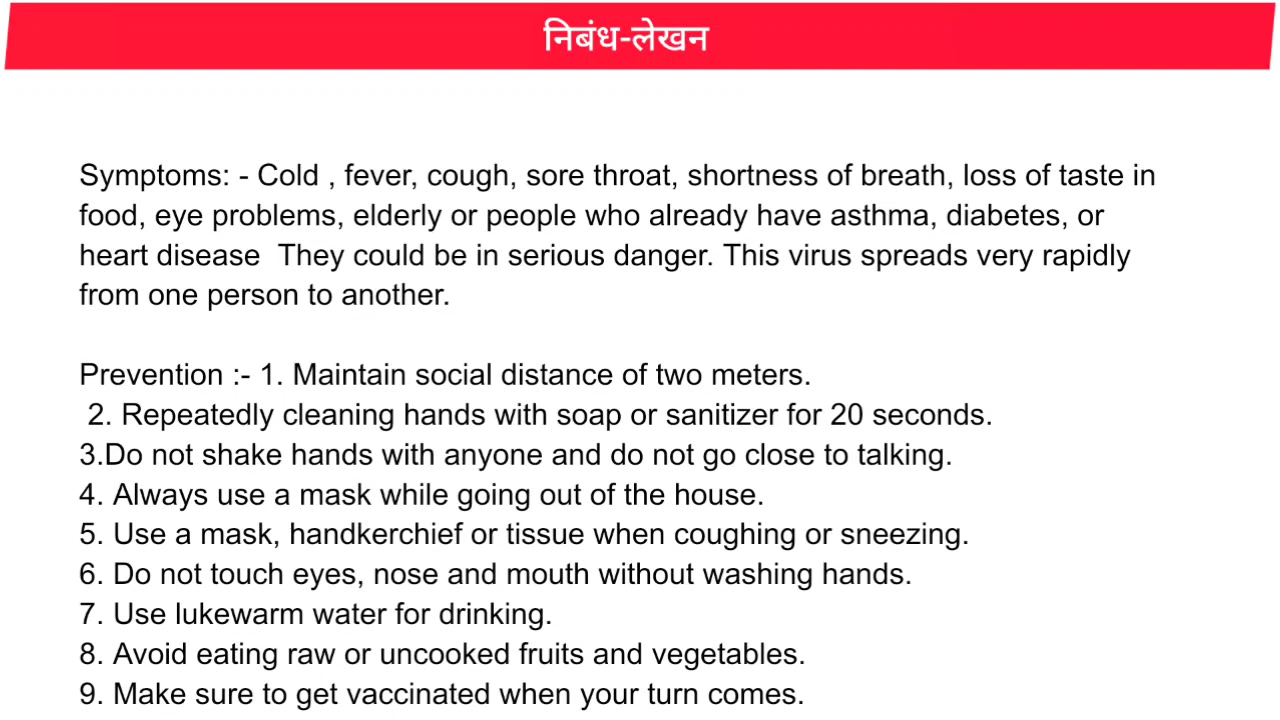 निबंध-लेखन
Symptoms: - Cold , fever, cough, sore throat, shortness of breath, loss of taste in
food, eye problems, elderly or people who already have asthma, diabetes, or
heart disease  They could be in serious danger. This virus spreads very rapidly
from one person to another.
Prevention :- 1. Maintain social distance of two meters.
2. Repeatedly cleaning hands with soap or sanitizer for 20 seconds.
3.Do not shake hands with anyone and do not go close to talking.
4. Always use a mask while going out of the house.
5. Use a mask, handkerchief or tissue when coughing or sneezing.
6. Do not touch eyes, nose and mouth without washing hands.
7. Use lukewarm water for drinking.
8. Avoid eating raw or uncooked fruits and vegetables.
9. Make sure to get vaccinated when your turn comes.